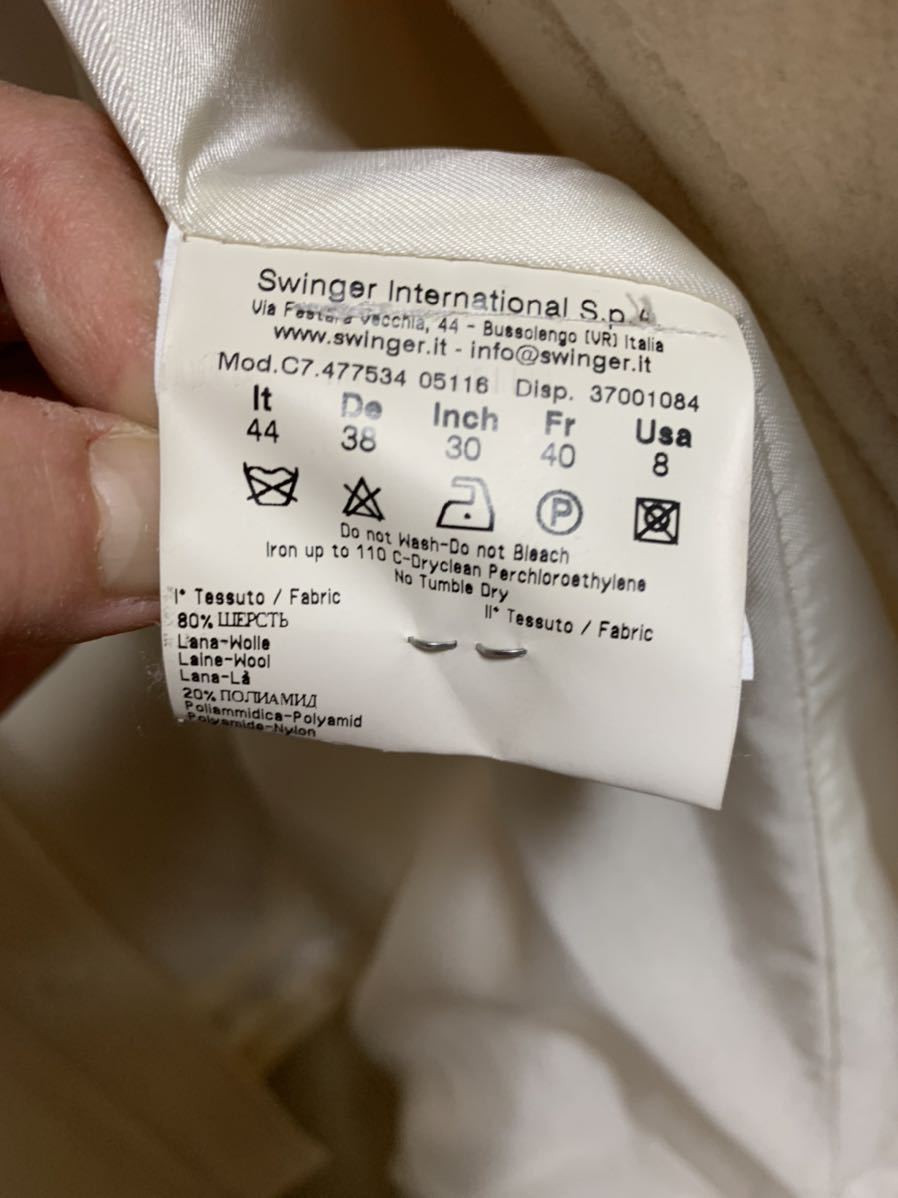 Swinger International S.p.A
Via Festara Vecchia, 44 - Bussolengo (VR) Italia
www.swinger.it - info@swinger.it
Mod.C7.477534 05116 Disp. 37001084
It De Inch Fr Usa
44 38 30 40 8
P
Do not Wash-Do not Bleach
Iron up to 110 C-Dryclean Perchloroethylene
No Tumble Dry
I* Tessuto / Fabric
II* Tessuto / Fabric
80% ШЕРСТЬ
Lana-Wolle
Laine-Wool
Lana-Lå
20% ПОЛИАМИД
Poliammidica-Polyamid
Polyamide-Nylon